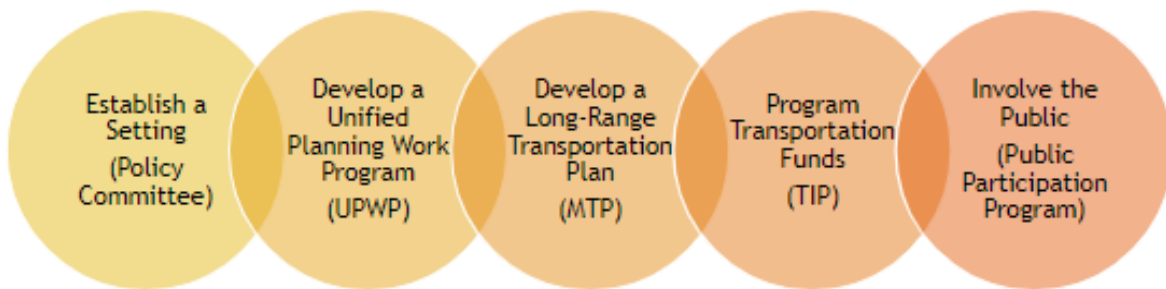 Establish a
Setting
(Policy
Committee)
Develop a
Unified
Planning Work
Program
(UPWP)
Develop a
Long-Range
Transportation
Plan
(MTP)
Program
Transportation
Funds
(TIP)
Involve the
Public
(Public
Participation
Program)